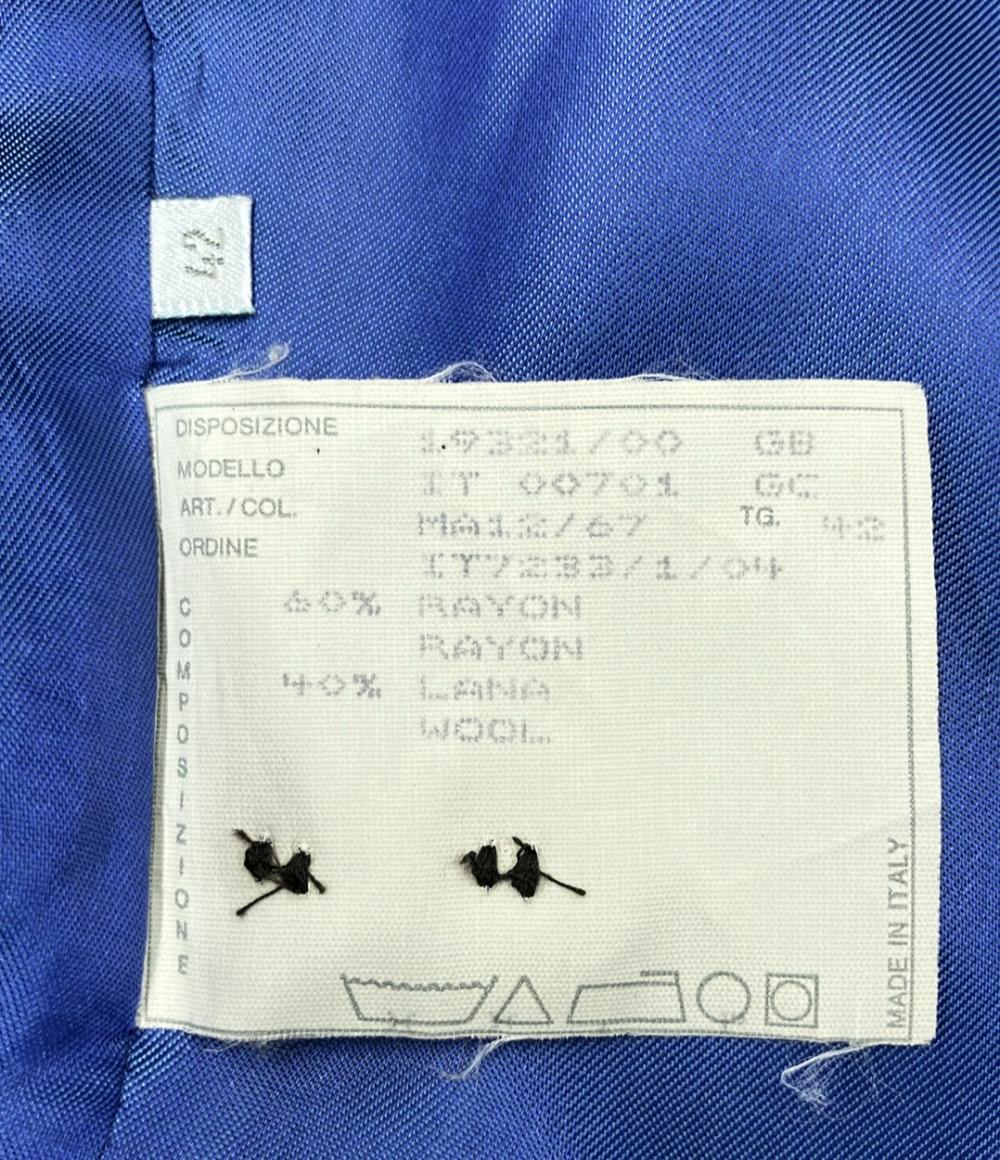 42
DISPOSIZIONE 19321/00 GB
MODELLO IT 00701 GC
ART./COL. MA12/67 TG. 42
ORDINE IT7233/1/04
COMPOSIZIONE
60% RAYON
RAYON
40% LANA
WOOL
MADE IN ITALY